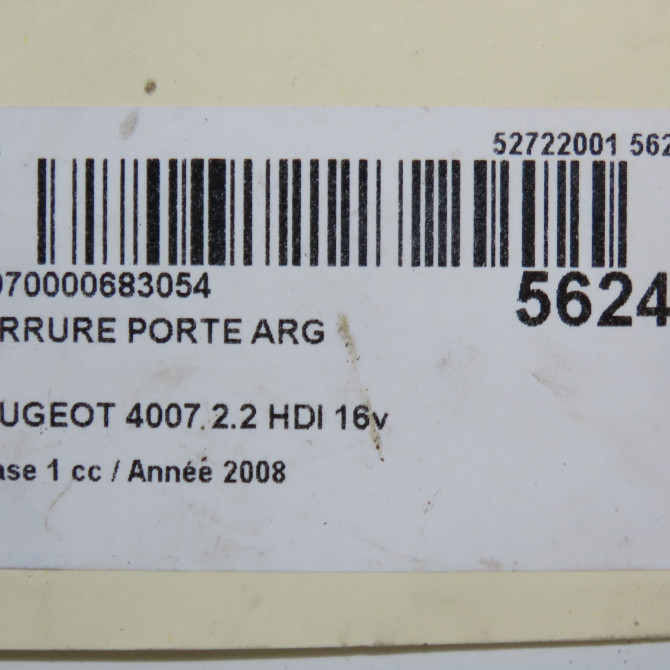 52722001 562
070000683054
5624
RRURE PORTE ARG
UGEOT 4007 2.2 HDI 16v
ase 1 cc / Année 2008